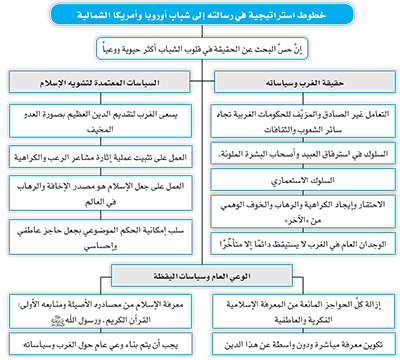 خطوط استراتيجية في رسالته إلى شباب أوروبا وأمريكا الشمالية
إنّ حسّ البحث عن الحقيقة في قلوب الشباب أكثر حيوية ووعياً
حقيقة الغرب وسياساته
التعامل غير الصادق والمزيّف للحكومات الغربية تجاه
سائر الشعوب والثقافات
السلوك في استرقاق العبيد وأصحاب البشرة الملونة.
السلوك الاستعماري
الاحتقار وإيجاد الكراهية والرهاب والخوف الوهمي
من «الآخر»
الوجدان العام في الغرب لا يستيقظ دائمًا إلا متأخّرًا
السياسات المعتمدة لتشويه الإسلام
يسعى الغرب لتقديم الدين العظيم بصورة العدو
المخيف
العمل على تثبيت عملية إثارة مشاعر الرعب والكراهية
العمل على جعل الإسلام هو مصدر الإخافة والرهاب
في العالم
سلب إمكانية الحكم الموضوعي بجعل حاجز عاطفي
وإحساسي
الوعي العام وسياسات اليقظة
إزالة كلّ الحواجز المانعة من المعرفة الإسلامية
الفكرية والعاطفية
تكوين معرفة مباشرة ودون واسطة عن هذا الدين
معرفة الإسلام من مصادره الأصيلة ومنابعه الأولى:
القرآن الكريم، ورسول الله ﷺ
يجب أن يتم بناء وعي عام حول الغرب وسياساته